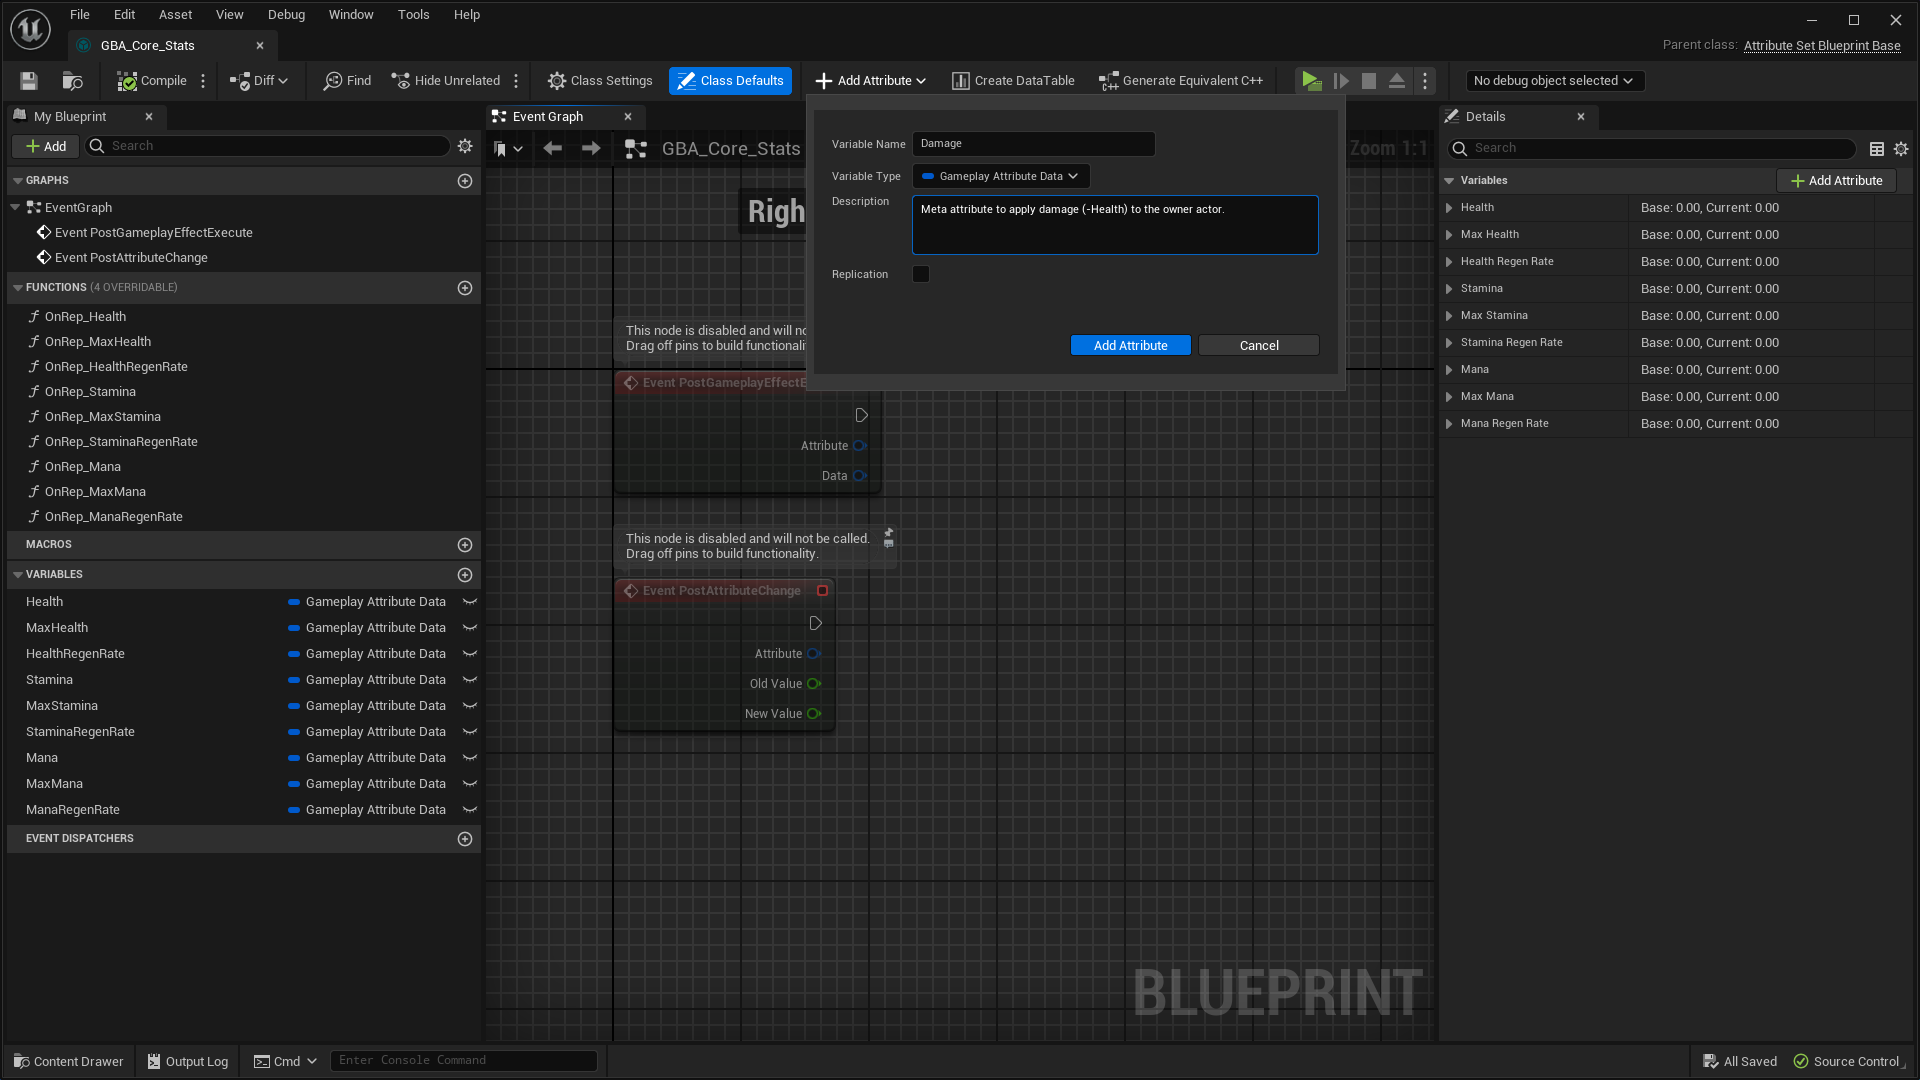 File Edit Asset View Debug Window Tools Help
GBA_Core_Stats
Parent class: Attribute Set Blueprint Base
Compile Diff Find Hide Unrelated Class Settings Class Defaults Add Attribute Create DataTable Generate Equivalent C++ No debug object selected
My Blueprint
Add Search
GRAPHS
EventGraph
Event PostGameplayEffectExecute
Event PostAttributeChange
FUNCTIONS (4 OVERRIDABLE)
OnRep_Health
OnRep_MaxHealth
OnRep_HealthRegenRate
OnRep_Stamina
OnRep_MaxStamina
OnRep_StaminaRegenRate
OnRep_Mana
OnRep_MaxMana
OnRep_ManaRegenRate
MACROS
VARIABLES
Health Gameplay Attribute Data
MaxHealth Gameplay Attribute Data
HealthRegenRate Gameplay Attribute Data
Stamina Gameplay Attribute Data
MaxStamina Gameplay Attribute Data
StaminaRegenRate Gameplay Attribute Data
Mana Gameplay Attribute Data
MaxMana Gameplay Attribute Data
ManaRegenRate Gameplay Attribute Data
EVENT DISPATCHERS
Event Graph
GBA_Core_Stats
Zoom 1:1
Righ
Variable Name Damage
Variable Type Gameplay Attribute Data
Description Meta attribute to apply damage (-Health) to the owner actor.
Replication
Add Attribute Cancel
This node is disabled and will no
Drag off pins to build functionali
Event PostGameplayEffectE
Attribute
Data
This node is disabled and will not be called.
Drag off pins to build functionality.
Event PostAttributeChange
Attribute
Old Value
New Value
BLUEPRINT
Details
Search
Variables Add Attribute
Health Base: 0.00, Current: 0.00
Max Health Base: 0.00, Current: 0.00
Health Regen Rate Base: 0.00, Current: 0.00
Stamina Base: 0.00, Current: 0.00
Max Stamina Base: 0.00, Current: 0.00
Stamina Regen Rate Base: 0.00, Current: 0.00
Mana Base: 0.00, Current: 0.00
Max Mana Base: 0.00, Current: 0.00
Mana Regen Rate Base: 0.00, Current: 0.00
Content Drawer Output Log Cmd Enter Console Command All Saved Source Control